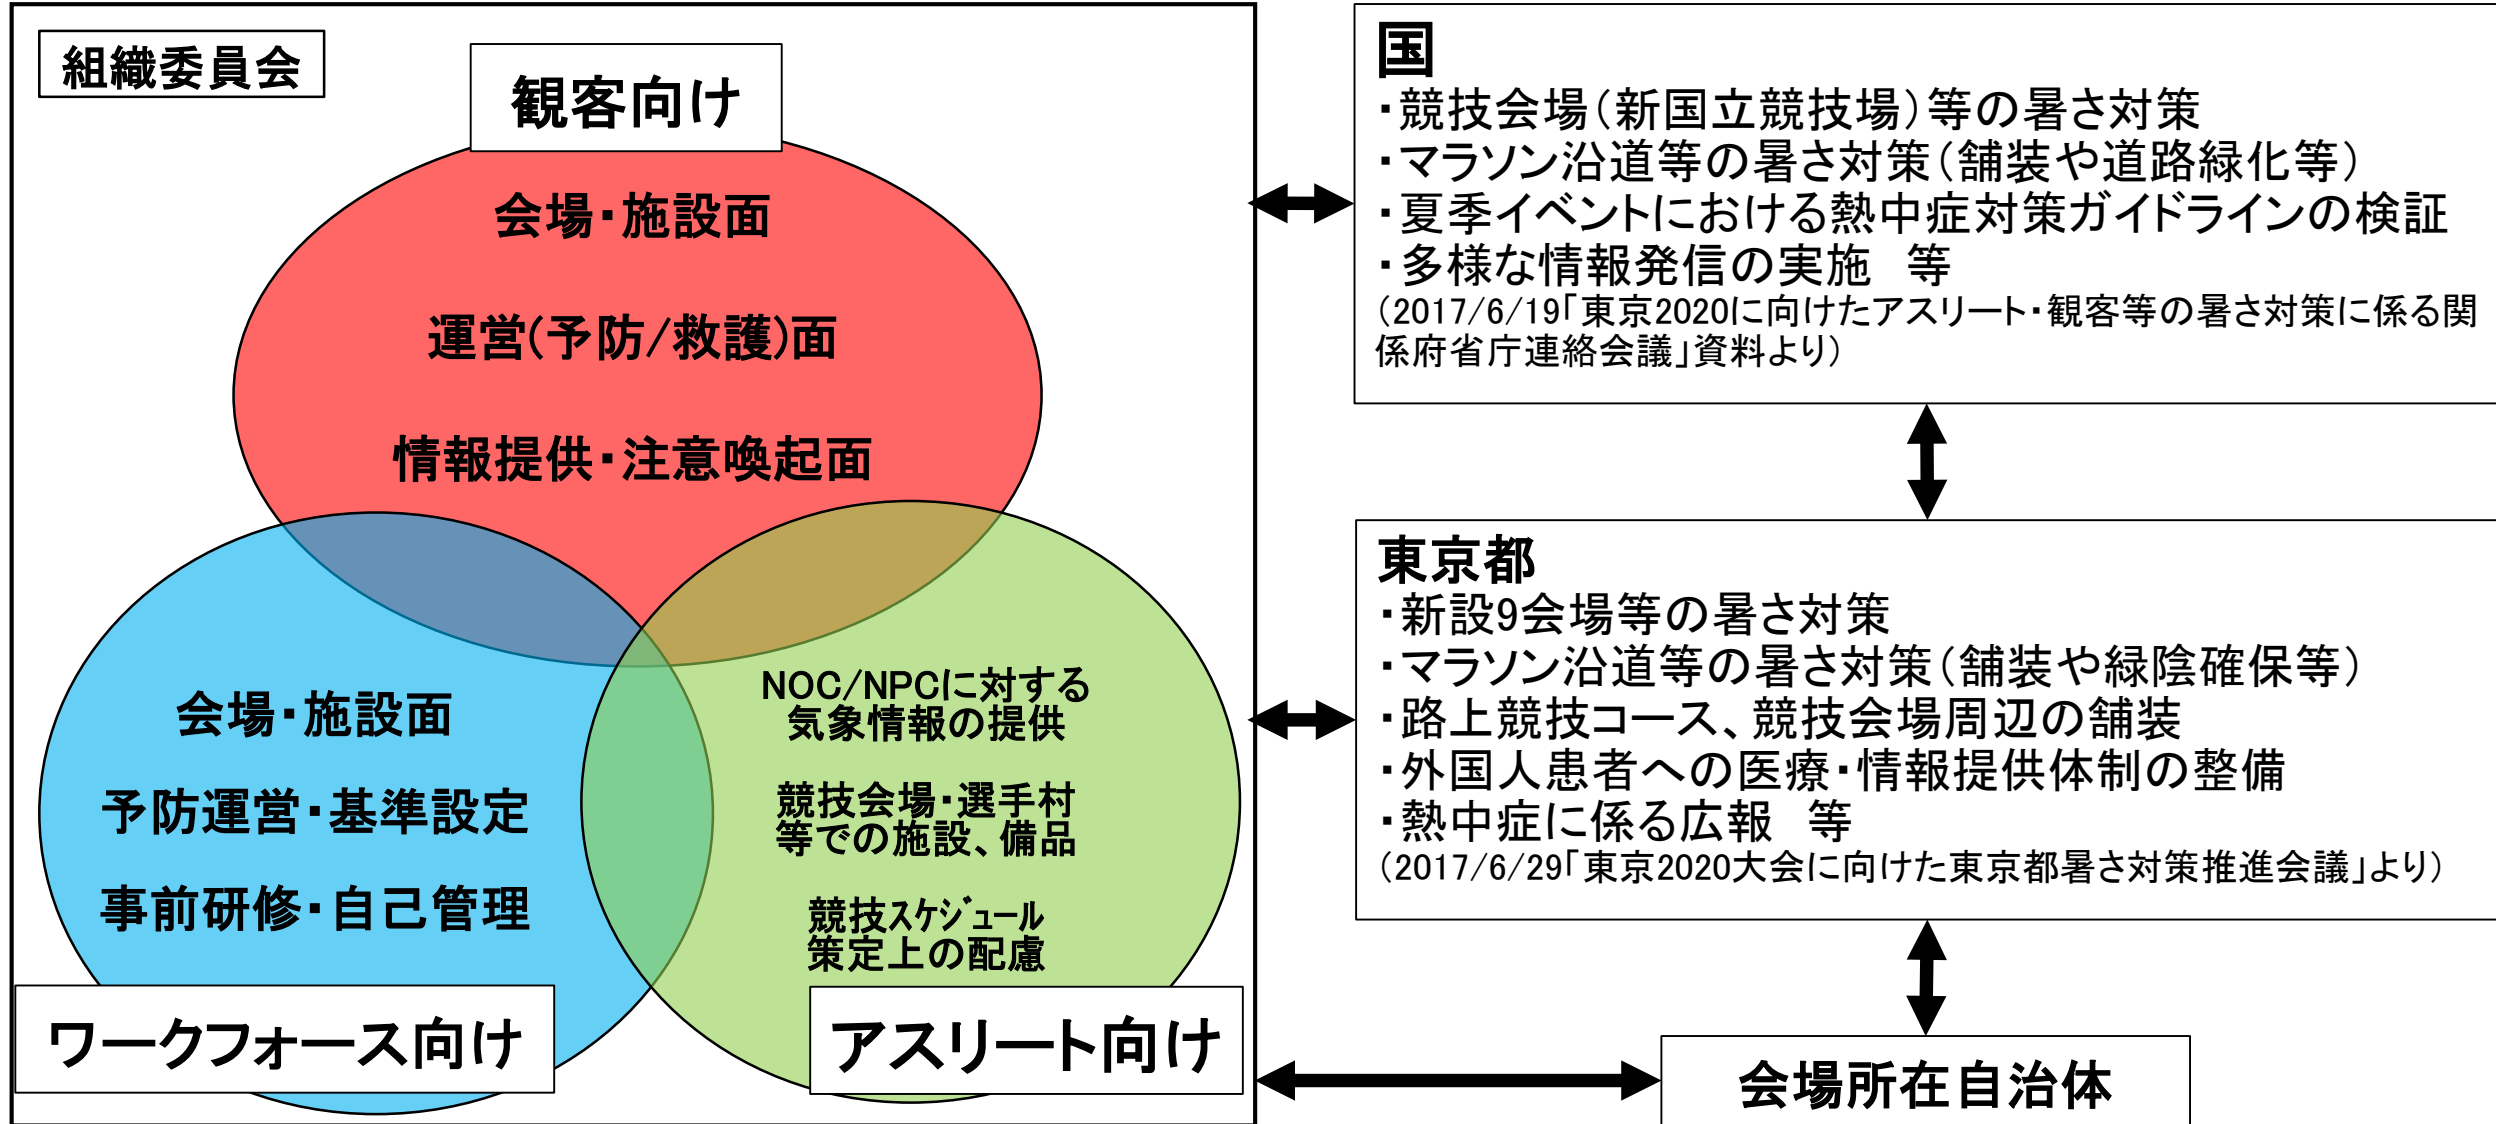 組織委員会
観客向け
会場・施設面
運営(予防/救護)面
情報提供・注意喚起面
会場・施設面
予防運営・基準設定
事前研修・自己管理
ワークフォース向け
NOC/NPCに対する
気象情報の提供
競技会場・選手村
等での施設、備品
競技スケジュール
策定上の配慮
アスリート向け
国
・競技会場（新国立競技場）等の暑さ対策
・マラソン沿道等の暑さ対策（舗装や道路緑化等）
・夏季イベントにおける熱中症対策ガイドラインの検証
・多様な情報発信の実施　等
（2017/6/19「東京2020に向けたアスリート・観客等の暑さ対策に係る関
係府省庁連絡会議」資料より）
東京都
・新設9会場等の暑さ対策
・マラソン沿道等の暑さ対策（舗装や緑陰確保等）
・路上競技コース、競技会場周辺の舗装
・外国人患者への医療・情報提供体制の整備
・熱中症に係る広報　等
（2017/6/29「東京2020大会に向けた東京都暑さ対策推進会議」より）
会場所在自治体